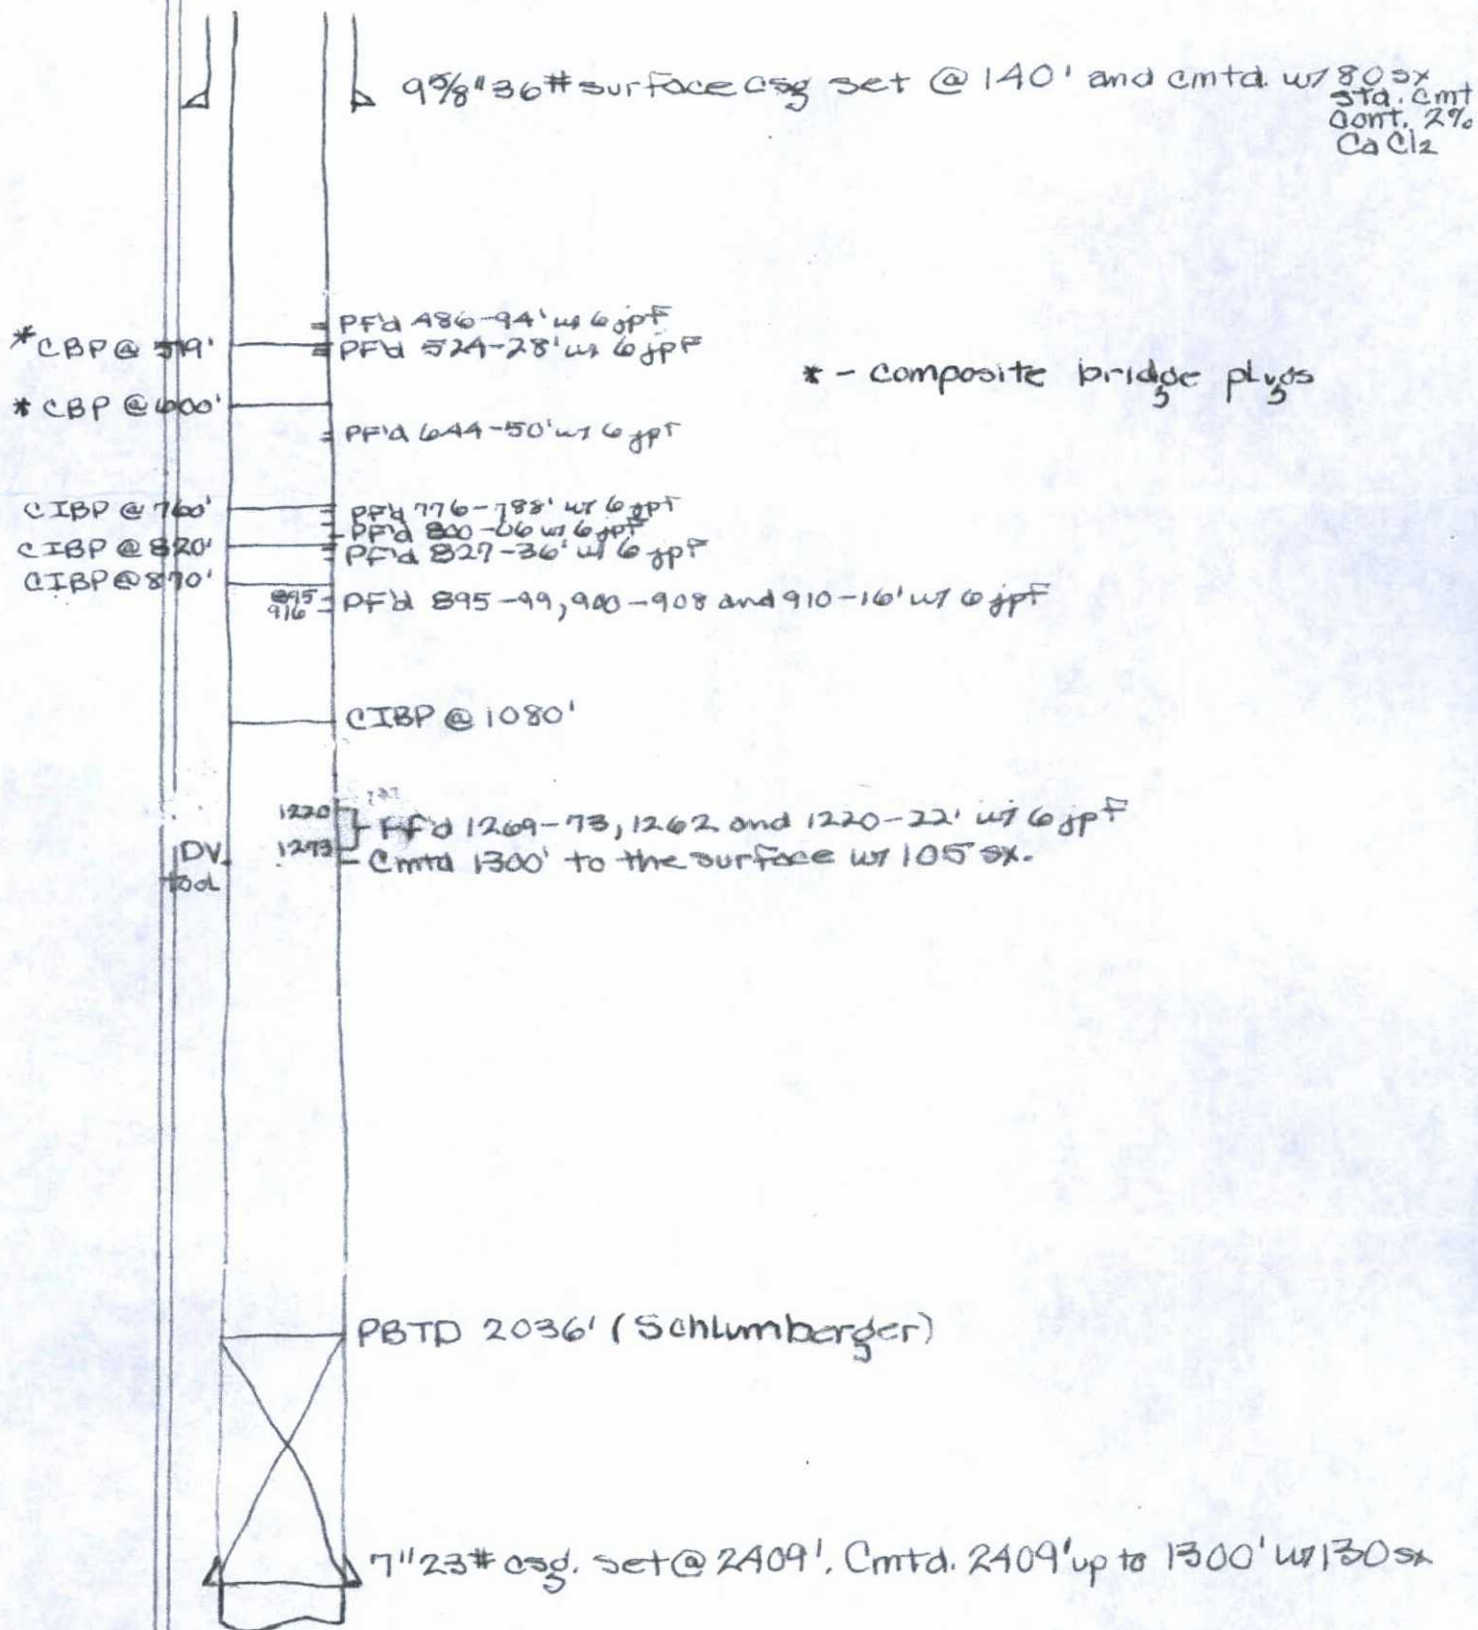 9 5/8" 36# surface csg set @ 140' and cmtd. w/ 80 sx
std. cmt
cont. 2%
CaCl2
PF'd 486-94' w/ 6 jpf
*CBP @ 519'
PF'd 524-28' w/ 6 jpf
* - composite bridge plugs
* CBP @ 600'
PF'd 644-50' w/ 6 jpf
CIBP @ 760'
PF'd 776-788' w/ 6 jpf
PF'd 800-06 w/ 6 jpf
CIBP @ 820'
PF'd 827-36' w/ 6 jpf
CIBP @ 870'
895
916
PF'd 895-99, 900-908 and 910-16' w/ 6 jpf
CIBP @ 1080'
1220
PF'd 1269-73, 1262 and 1220-22' w/ 6 jpf
1273
Cmtd 1300' to the surface w/ 105 sx.
DV
tool
PBTD 2036' (Schlumberger)
7" 23# csg. set @ 2409'. Cmtd. 2409' up to 1300' w/ 130 sx